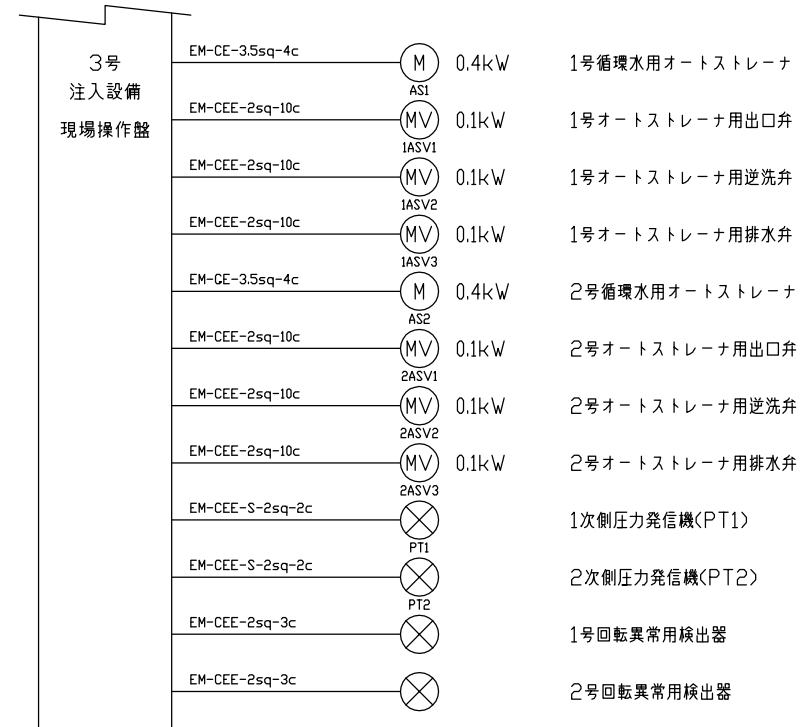 3号
注入設備
現場操作盤
EM-CE-3.5sq-4c M 0.4kW 1号循環水用オートストレーナ
AS1
EM-CEE-2sq-10c MV 0.1kW 1号オートストレーナ用出口弁
1ASV1
EM-CEE-2sq-10c MV 0.1kW 1号オートストレーナ用逆洗弁
1ASV2
EM-CEE-2sq-10c MV 0.1kW 1号オートストレーナ用排水弁
1ASV3
EM-CE-3.5sq-4c M 0.4kW 2号循環水用オートストレーナ
AS2
EM-CEE-2sq-10c MV 0.1kW 2号オートストレーナ用出口弁
2ASV1
EM-CEE-2sq-10c MV 0.1kW 2号オートストレーナ用逆洗弁
2ASV2
EM-CEE-2sq-10c MV 0.1kW 2号オートストレーナ用排水弁
2ASV3
EM-CEE-S-2sq-2c 1次側圧力発信機(PT1)
PT1
EM-CEE-S-2sq-2c 2次側圧力発信機(PT2)
PT2
EM-CEE-2sq-3c 1号回転異常用検出器
EM-CEE-2sq-3c 2号回転異常用検出器